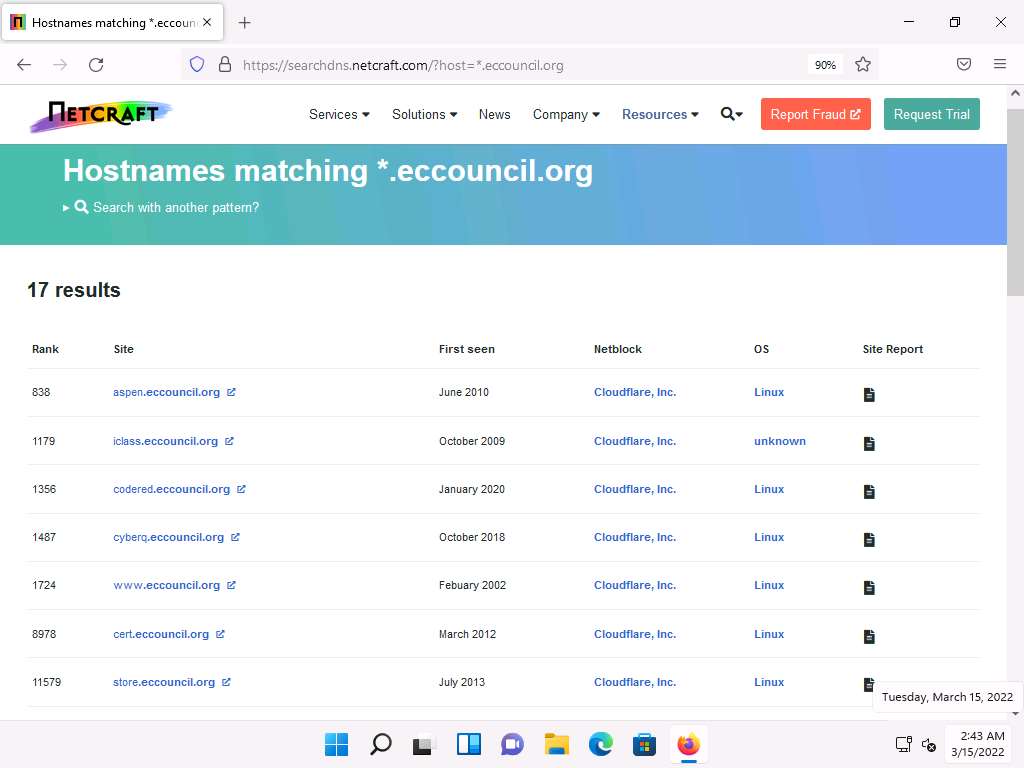 Hostnames matching *.eccoun
https://searchdns.netcraft.com/?host=*.eccouncil.org
90%
NETCRAFT
Services
Solutions
News
Company
Resources
Report Fraud
Request Trial
Hostnames matching *.eccouncil.org
Search with another pattern?
17 results
Rank Site First seen Netblock OS Site Report
838 aspen.eccouncil.org June 2010 Cloudflare, Inc. Linux
1179 iclass.eccouncil.org October 2009 Cloudflare, Inc. unknown
1356 codered.eccouncil.org January 2020 Cloudflare, Inc. Linux
1487 cyberq.eccouncil.org October 2018 Cloudflare, Inc. Linux
1724 www.eccouncil.org Febuary 2002 Cloudflare, Inc. Linux
8978 cert.eccouncil.org March 2012 Cloudflare, Inc. Linux
11579 store.eccouncil.org July 2013 Cloudflare, Inc. Linux
Tuesday, March 15, 2022
2:43 AM
3/15/2022